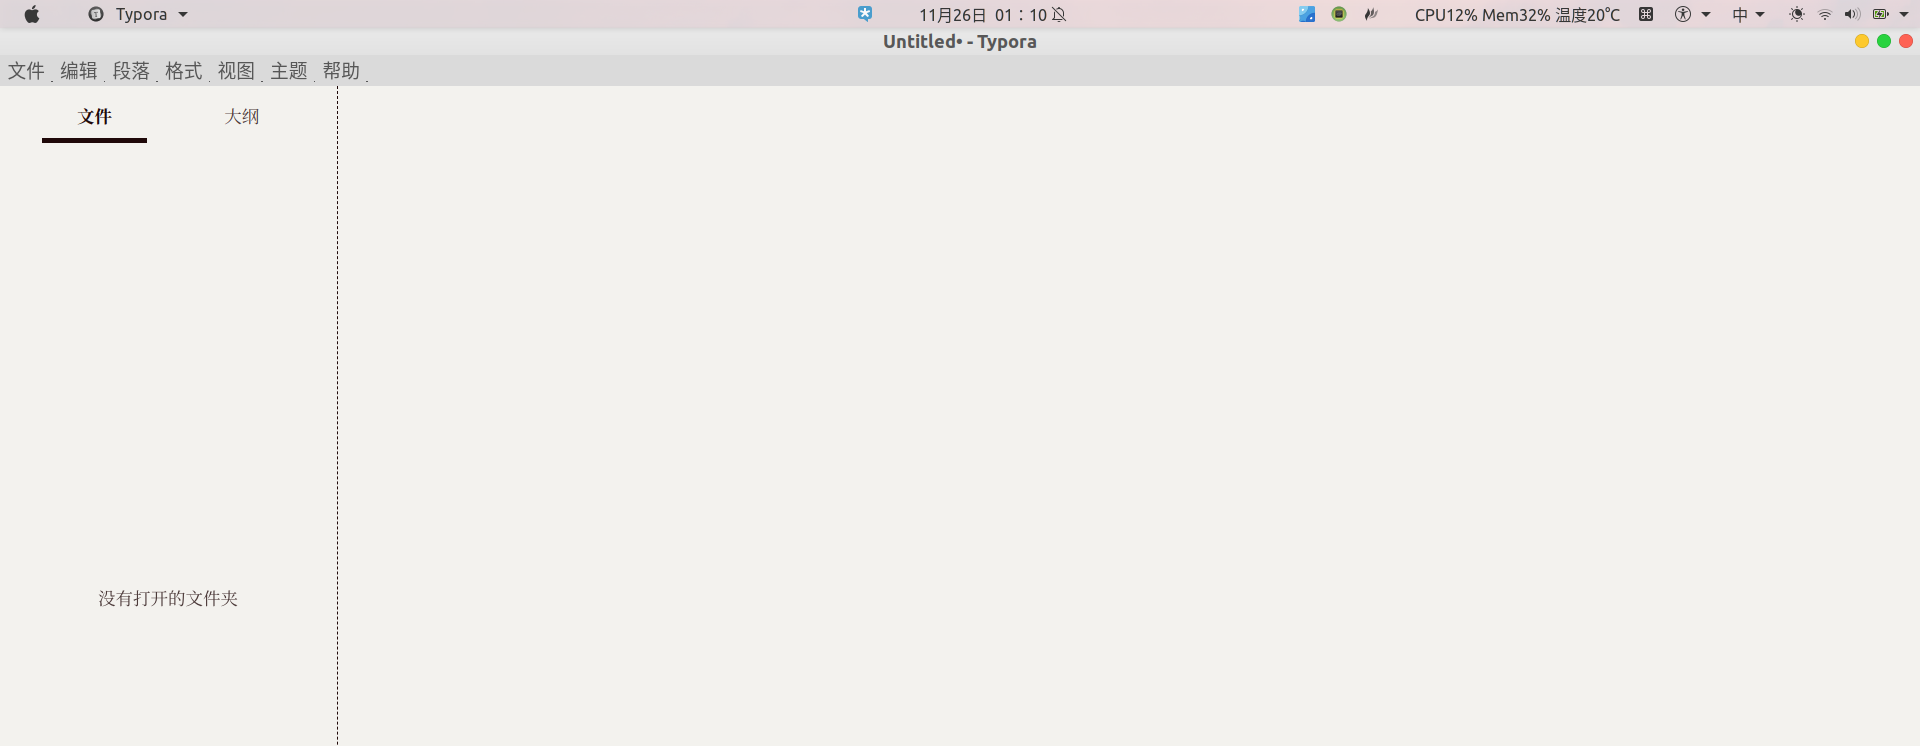 Typora 11月26日 01：10 CPU12% Mem32% 温度20℃ 中
Untitled• - Typora
文件 编辑 段落 格式 视图 主题 帮助
文件 大纲
没有打开的文件夹